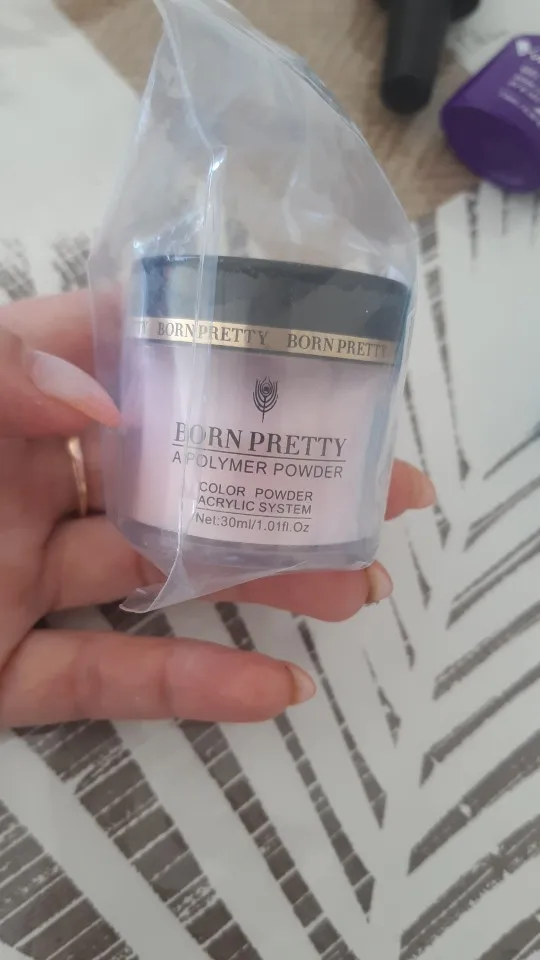 BORN PRETTY BORN PRETTY
BORN PRETTY
A POLYMER POWDER
COLOR POWDER
ACRYLIC SYSTEM
Net:30ml/1.01fl.Oz